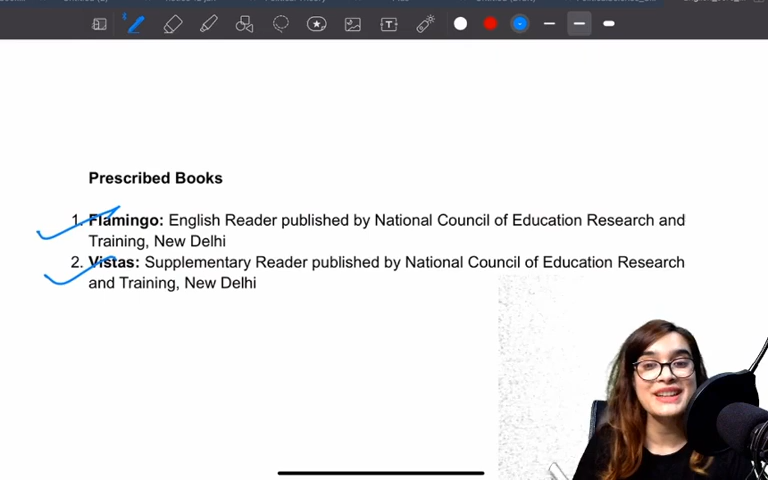 Prescribed Books
1. Flamingo: English Reader published by National Council of Education Research and
Training, New Delhi
2. Vistas: Supplementary Reader published by National Council of Education Research
and Training, New Delhi